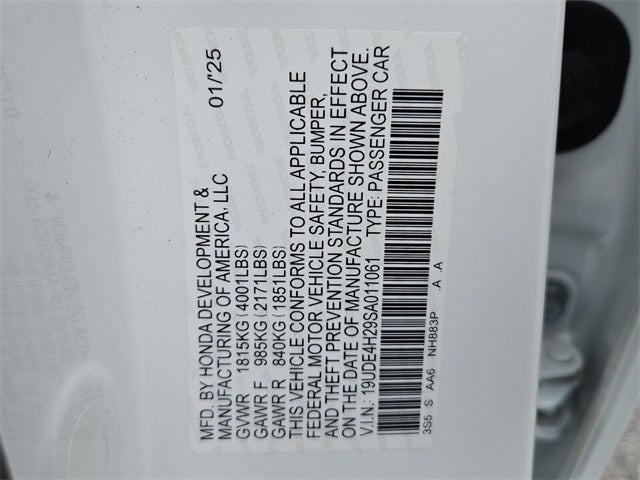 MFD. BY HONDA DEVELOPMENT & 01/'25
MANUFACTURING OF AMERICA, LLC
GVWR 1815KG (4001LBS)
GAWR F 985KG (2171LBS)
GAWR R 840KG (1851LBS)
THIS VEHICLE CONFORMS TO ALL APPLICABLE
FEDERAL MOTOR VEHICLE SAFETY, BUMPER,
AND THEFT PREVENTION STANDARDS IN EFFECT
ON THE DATE OF MANUFACTURE SHOWN ABOVE.
V.I.N.: 19UDE4H29SA011061 TYPE: PASSENGER CAR
3S5 S AA6 NH883P .A .A